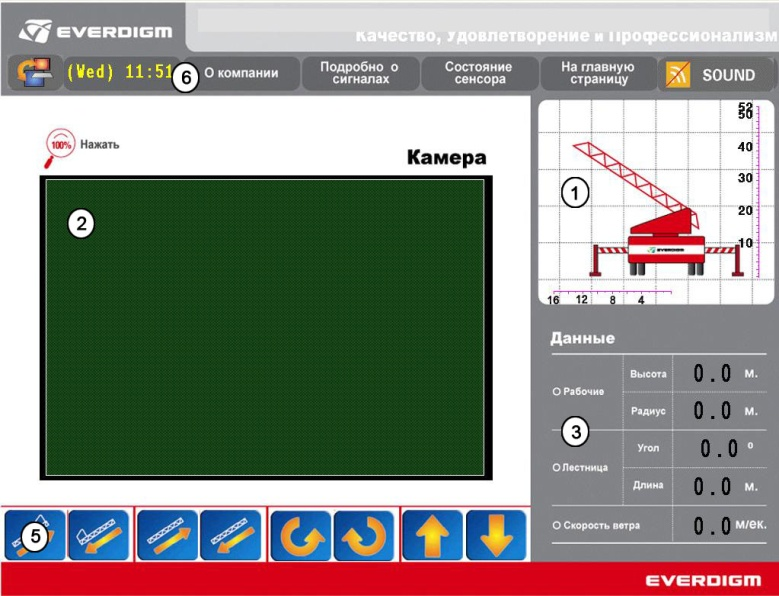 EVERDIGM
Качество, Удовлетворение и Профессионализм
(Wed) 11:51
6
О компании
Подробно о
сигналах
Состояние
сенсора
На главную
страницу
SOUND
100%
Нажать
Камера
2
1
52
50
40
30
20
10
EVERDIGM
16 12 8 4
Данные
Рабочие
Высота 0.0 м.
Радиус 0.0 м.
3
Лестница
Угол 0.0 º
Длина 0.0 м.
Скорость ветра 0.0 м/ек.
5
EVERDIGM